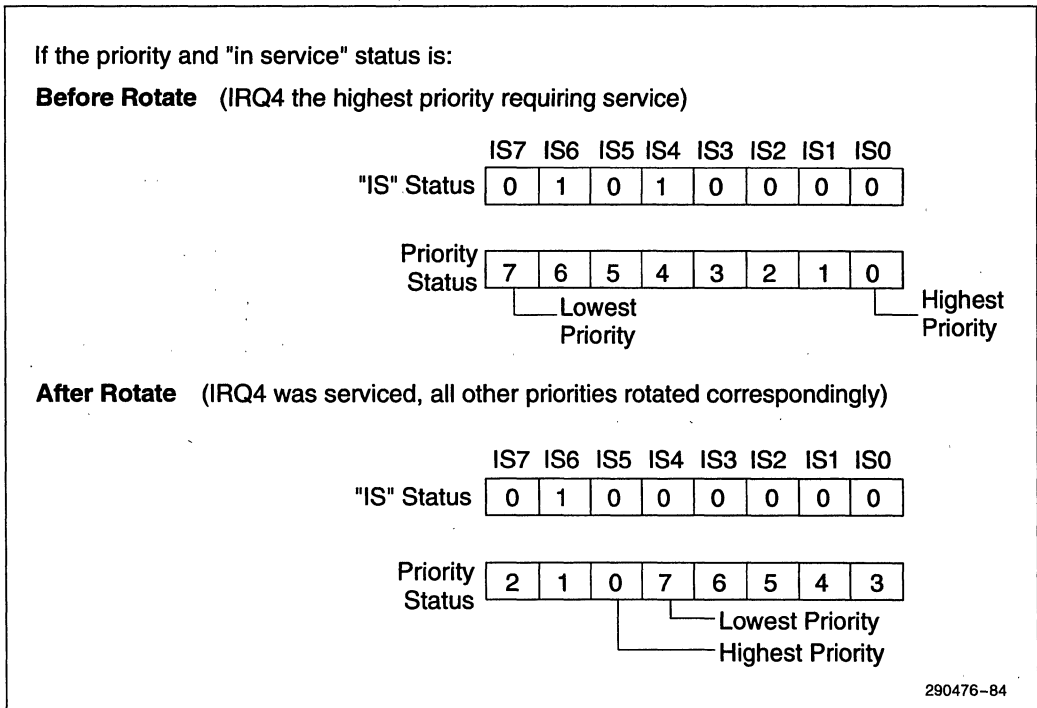 If the priority and "in service" status is:
Before Rotate (IRQ4 the highest priority requiring service)
IS7 IS6 IS5 IS4 IS3 IS2 IS1 IS0
"IS" Status 0 1 0 1 0 0 0 0
Priority
Status 7 6 5 4 3 2 1 0
Lowest
Priority
Highest
Priority
After Rotate (IRQ4 was serviced, all other priorities rotated correspondingly)
IS7 IS6 IS5 IS4 IS3 IS2 IS1 IS0
"IS" Status 0 1 0 0 0 0 0 0
Priority
Status 2 1 0 7 6 5 4 3
Lowest Priority
Highest Priority
290476–84